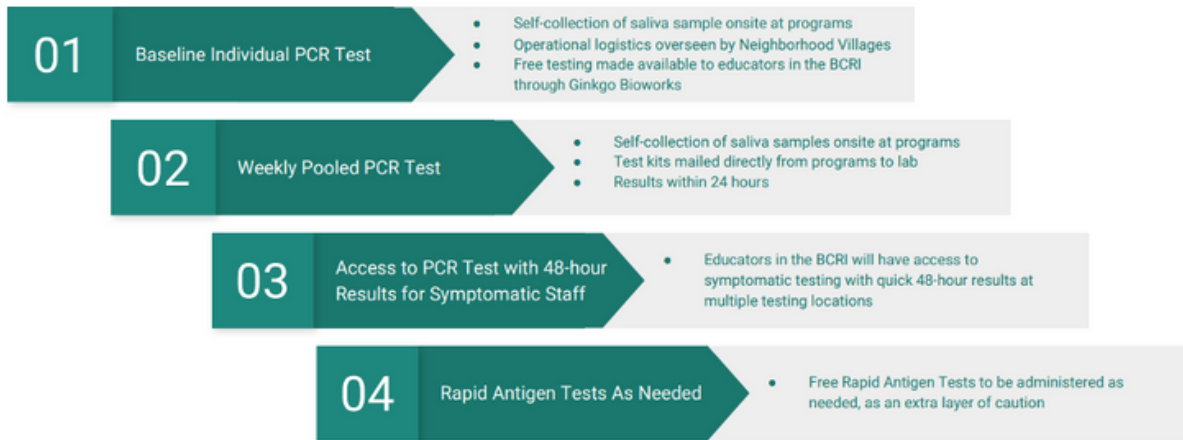 01
Baseline Individual PCR Test
● Self-collection of saliva sample onsite at programs
● Operational logistics overseen by Neighborhood Villages
● Free testing made available to educators in the BCRI
through Ginkgo Bioworks
02
Weekly Pooled PCR Test
● Self-collection of saliva samples onsite at programs
● Test kits mailed directly from programs to lab
● Results within 24 hours
03
Access to PCR Test with 48-hour
Results for Symptomatic Staff
● Educators in the BCRI will have access to
symptomatic testing with quick 48-hour results at
multiple testing locations
04
Rapid Antigen Tests As Needed
● Free Rapid Antigen Tests to be administered as
needed, as an extra layer of caution